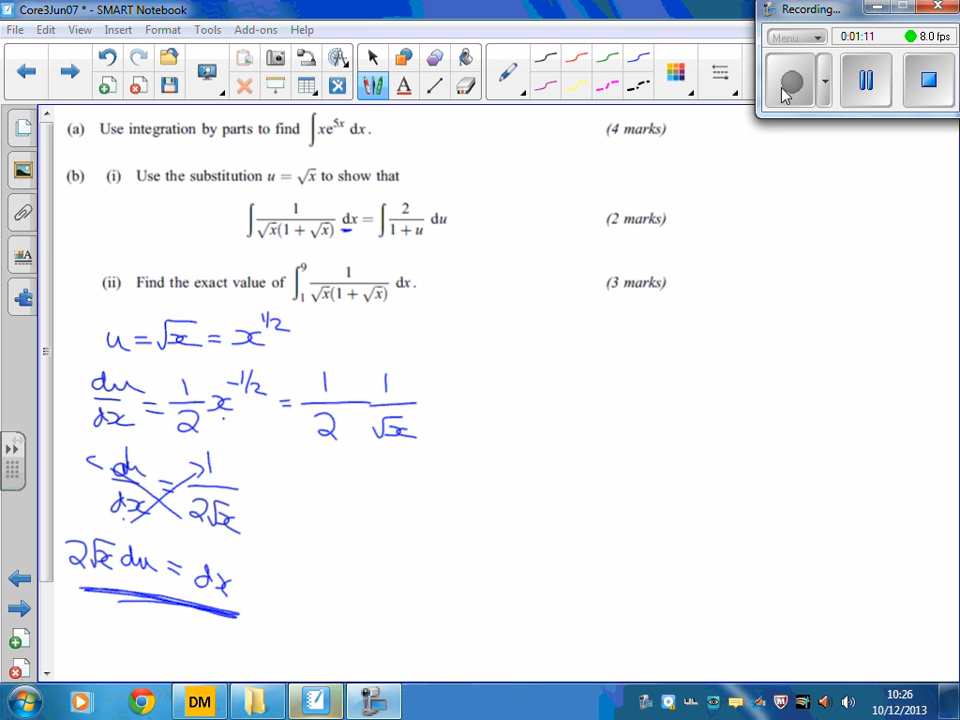 Core3Jun07 * - SMART Notebook
Recording...
File Edit View Insert Format Tools Add-ons Help
Menu 0:01:11 8.0 fps
(a) Use integration by parts to find ∫xe^{5x} dx. (4 marks)
(b) (i) Use the substitution u = √x to show that
∫ 1/(√x(1 + √x)) dx = ∫ 2/(1 + u) du (2 marks)
(ii) Find the exact value of ∫_1^9 1/(√x(1 + √x)) dx. (3 marks)
u = √x = x^{1/2}
du/dx = 1/2 x^{-1/2} = 1/2 1/√x
du/dx = 1/(2√x)
2√x du = dx
DM
10:26
10/12/2013